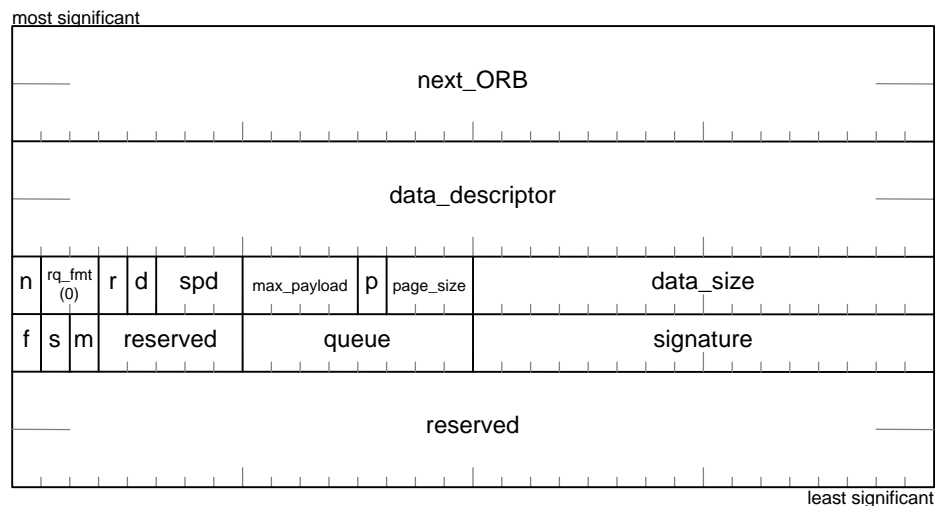 most significant
next_ORB
data_descriptor
n rq_fmt (0) r d spd max_payload p page_size data_size
f s m reserved queue signature
reserved
least significant